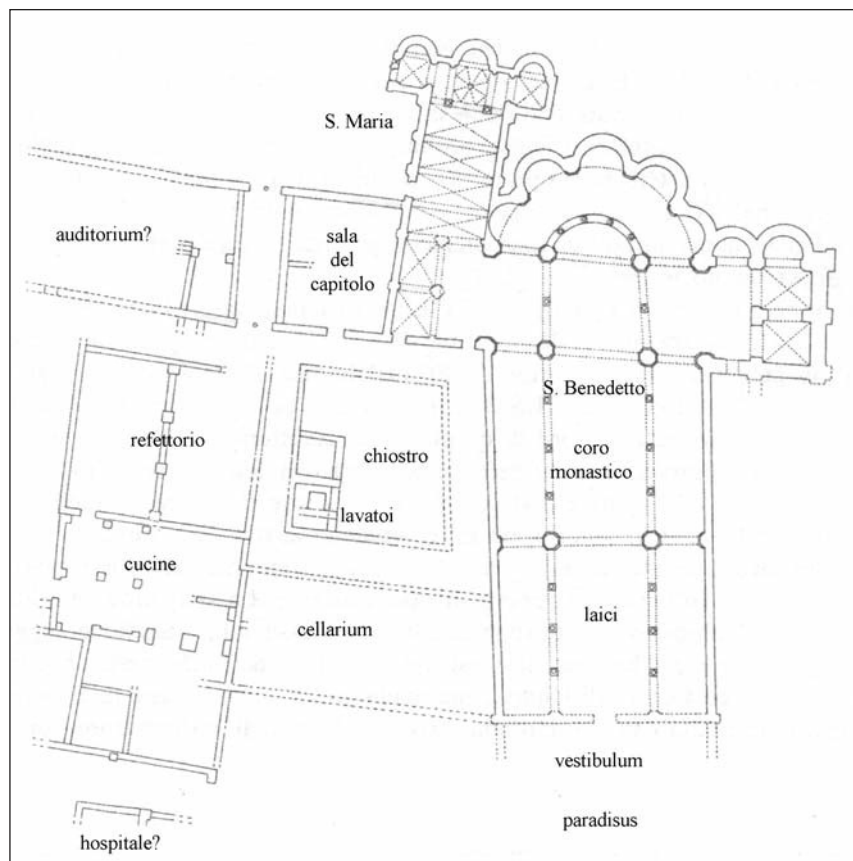 S. Maria
auditorium?
sala
del
capitolo
S. Benedetto
refettorio
chiostro
coro
monastico
lavatoi
cucine
cellarium
laici
vestibulum
paradisus
hospitale?